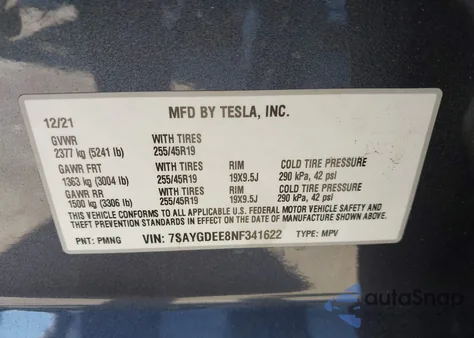 MFD BY TESLA, INC.
12/21
GVWR WITH TIRES
2377 kg (5241 lb) 255/45R19
GAWR FRT WITH TIRES RIM COLD TIRE PRESSURE
1363 kg (3004 lb) 255/45R19 19X9.5J 290 kPa, 42 psi
GAWR RR WITH TIRES RIM COLD TIRE PRESSURE
1500 kg (3306 lb) 255/45R19 19X9.5J 290 kPa, 42 psi
THIS VEHICLE CONFORMS TO ALL APPLICABLE U.S. FEDERAL MOTOR VEHICLE SAFETY AND
THEFT PREVENTION STANDARDS IN EFFECT ON THE DATE OF MANUFACTURE SHOWN ABOVE.
PNT: PMNG VIN: 7SAYGDEE8NF341622 TYPE: MPV
autoSnap